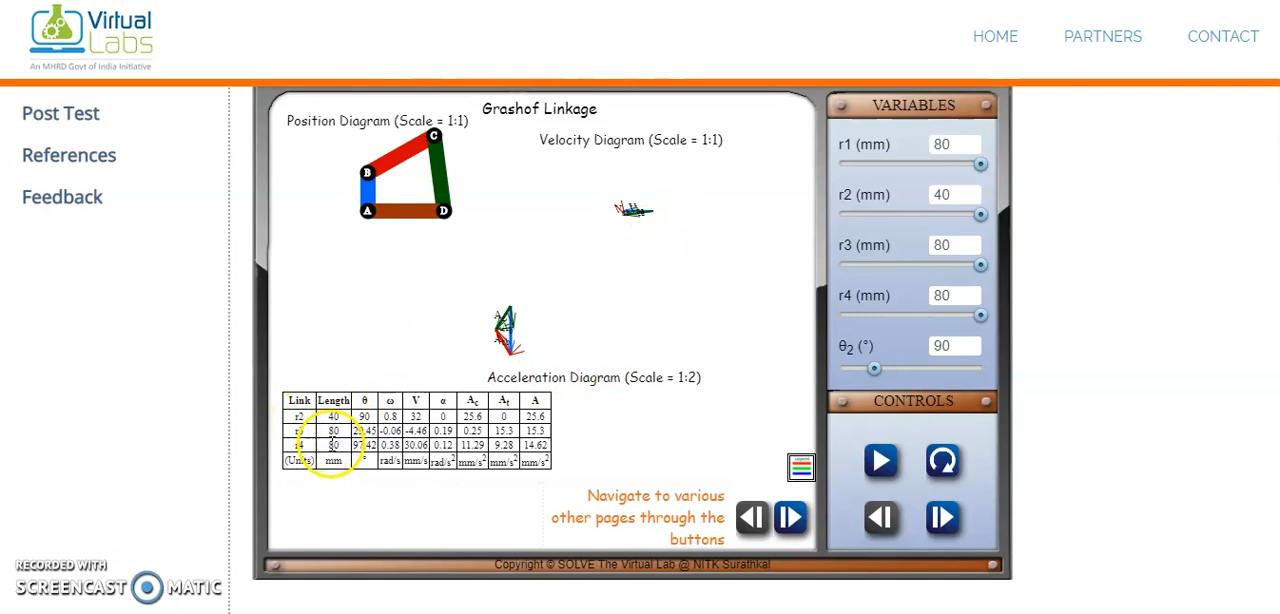 Virtual
Labs
An MHRD Govt of India Initiative
HOME PARTNERS CONTACT
Post Test
References
Feedback
Grashof Linkage
Position Diagram (Scale = 1:1)
Velocity Diagram (Scale = 1:1)
B C
A D
Acceleration Diagram (Scale = 1:2)
Link Length θ ω V α Ac At A
r2 40 90 0.8 32 0 25.6 0 25.6
80 -0.06 -4.46 0.19 0.25 15.3 15.3
r4 80 97.42 0.38 30.06 0.12 11.29 9.28 14.62
(Units) mm ° rad/s mm/s rad/s² mm/s² mm/s² mm/s²
Navigate to various
other pages through the
buttons
VARIABLES
r1 (mm) 80
r2 (mm) 40
r3 (mm) 80
r4 (mm) 80
θ2 (°) 90
CONTROLS
Copyright © SOLVE The Virtual Lab @ NITK Surathkal
RECORDED WITH
SCREENCAST MATIC